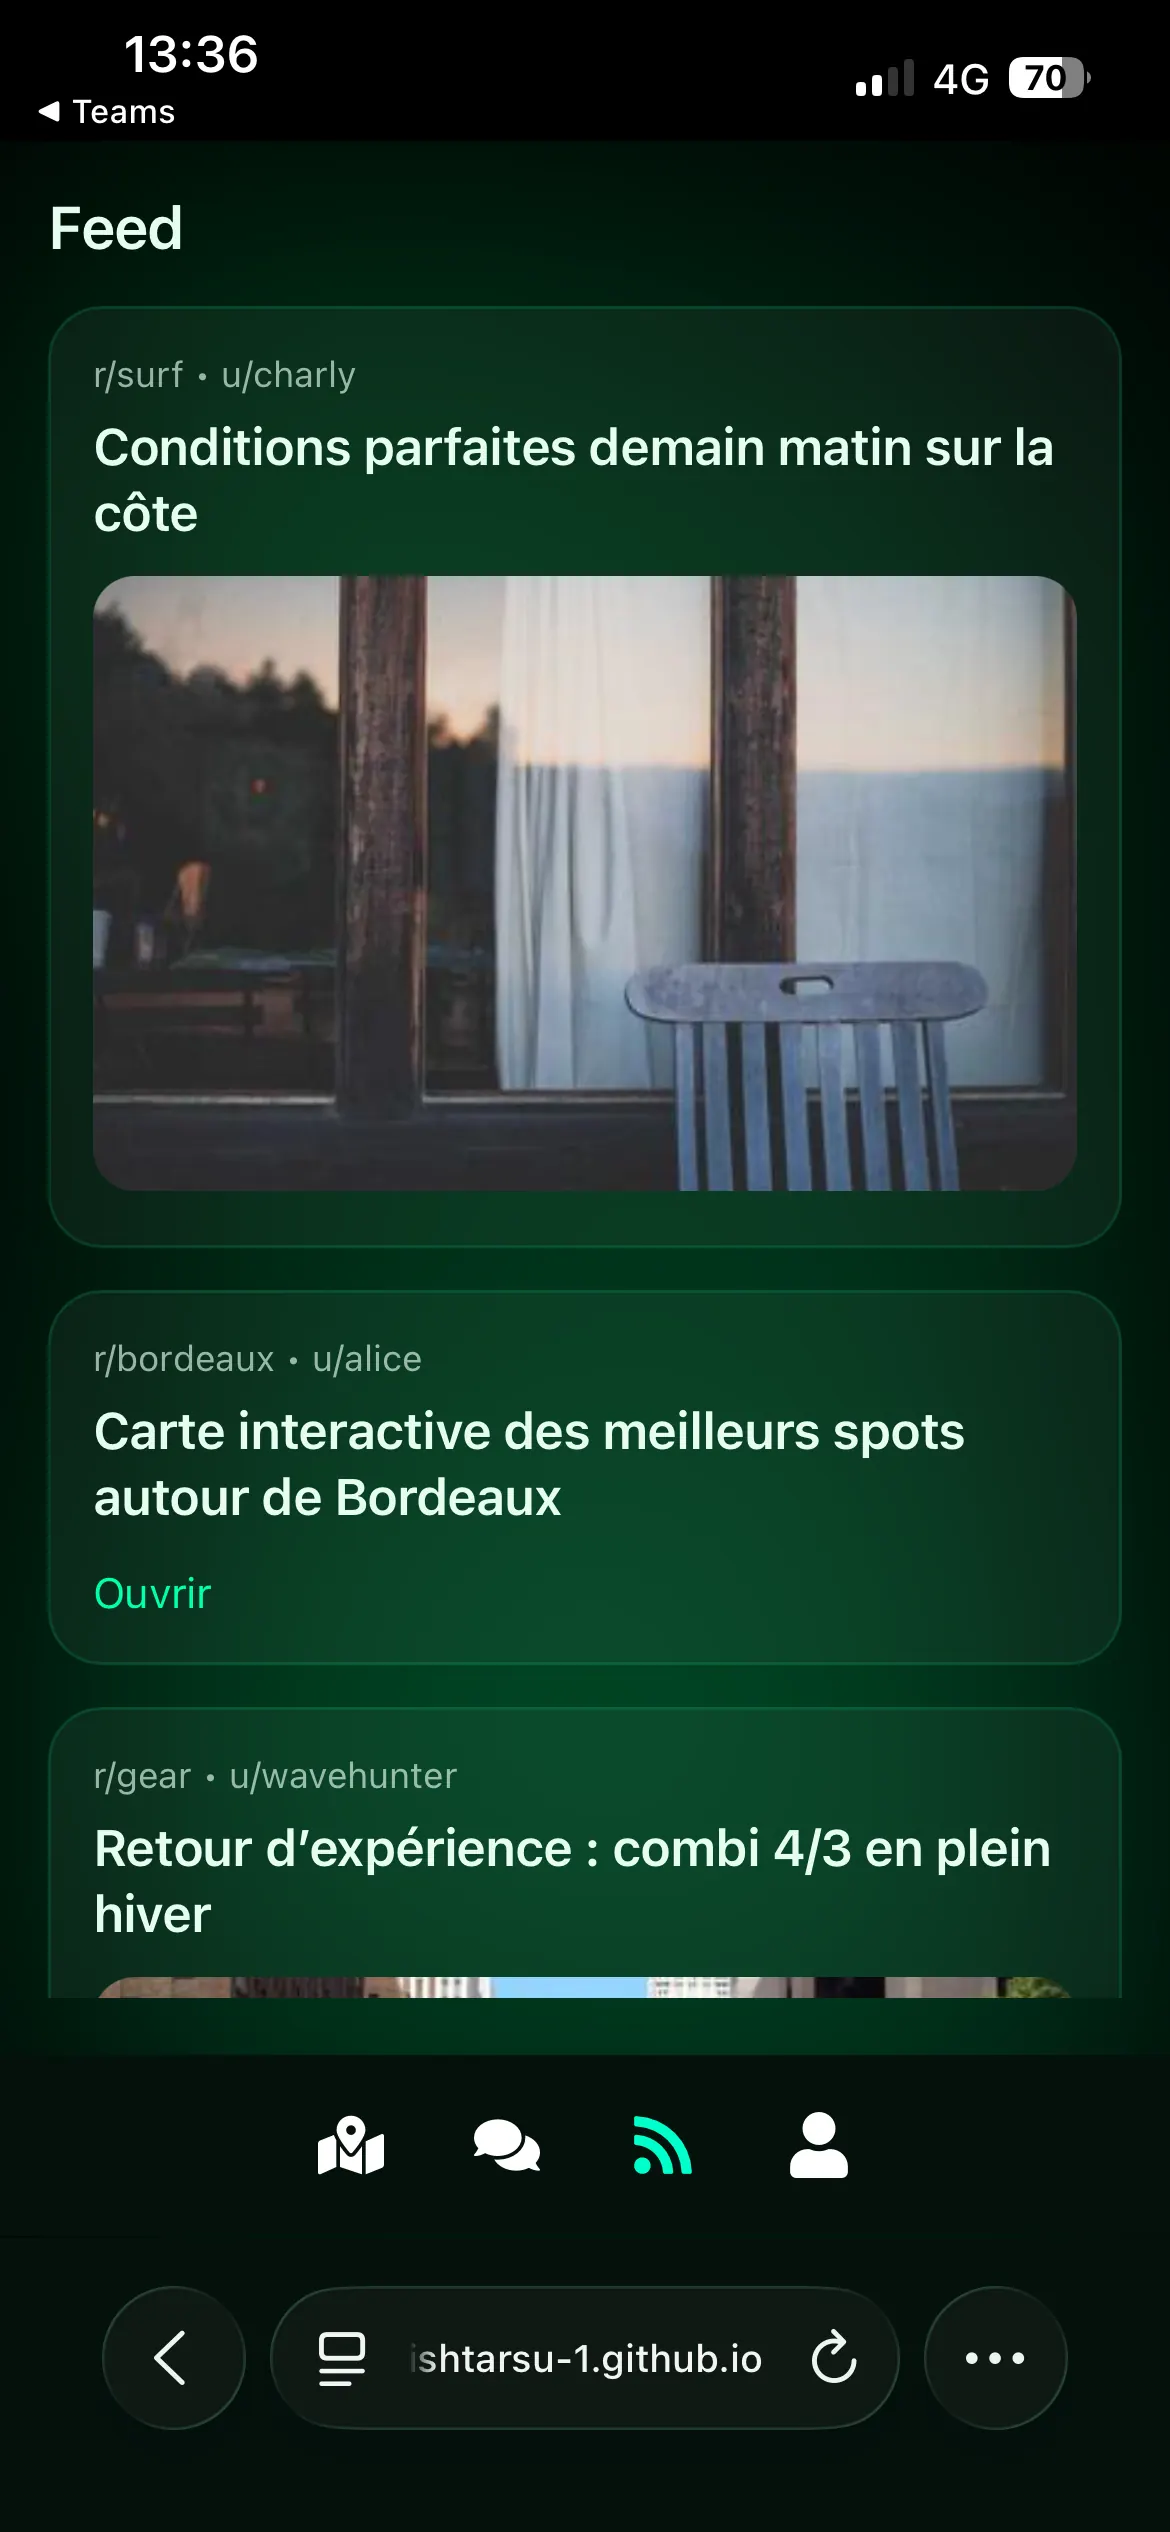 13:36
4G
70
◀ Teams
Feed
r/surf • u/charly
Conditions parfaites demain matin sur la
côte
r/bordeaux • u/alice
Carte interactive des meilleurs spots
autour de Bordeaux
Ouvrir
r/gear • u/wavehunter
Retour d’expérience : combi 4/3 en plein
hiver
ishtarsu-1.github.io